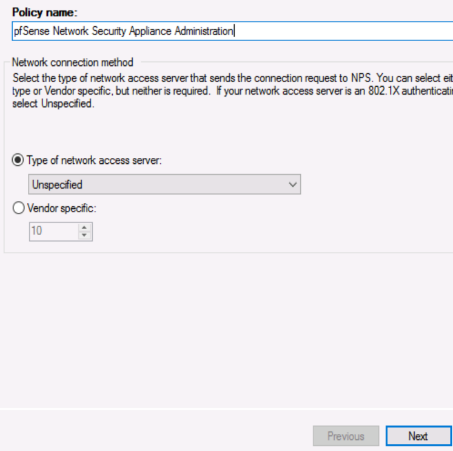 Policy name:
pfSense Network Security Appliance Administration
Network connection method
Select the type of network access server that sends the connection request to NPS. You can select
type or Vendor specific, but neither is required. If your network access server is an 802.1X
select Unspecified.
Type of network access server:
Unspecified
Vendor specific:
10
Previous
Next